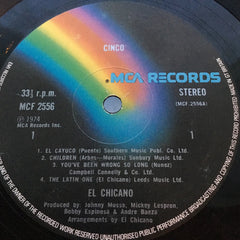 CINCO
MCA RECORDS
33⅓ r.p.m.
MCF 2556
STEREO
(MCF 2556A)
℗ 1974
MCA Records Inc.
1
1
1. EL CAYUCO (Puente) Southern Music Publ. Co. Ltd.
2. CHILDREN (Arbes—Morales) Sunbury Music Ltd.
3. YOU'VE BEEN WRONG SO LONG (Nunez)
Campbell Connelly & Co. Ltd.
4. THE LATIN ONE (El Chicano) Leeds Music Ltd.
EL CHICANO
Produced by: Johnny Musso, Mickey Lespron,
Bobby Espinosa & Andre Baeza
Arrangements by El Chicano
UNAUTHORISED PUBLIC PERFORMANCE